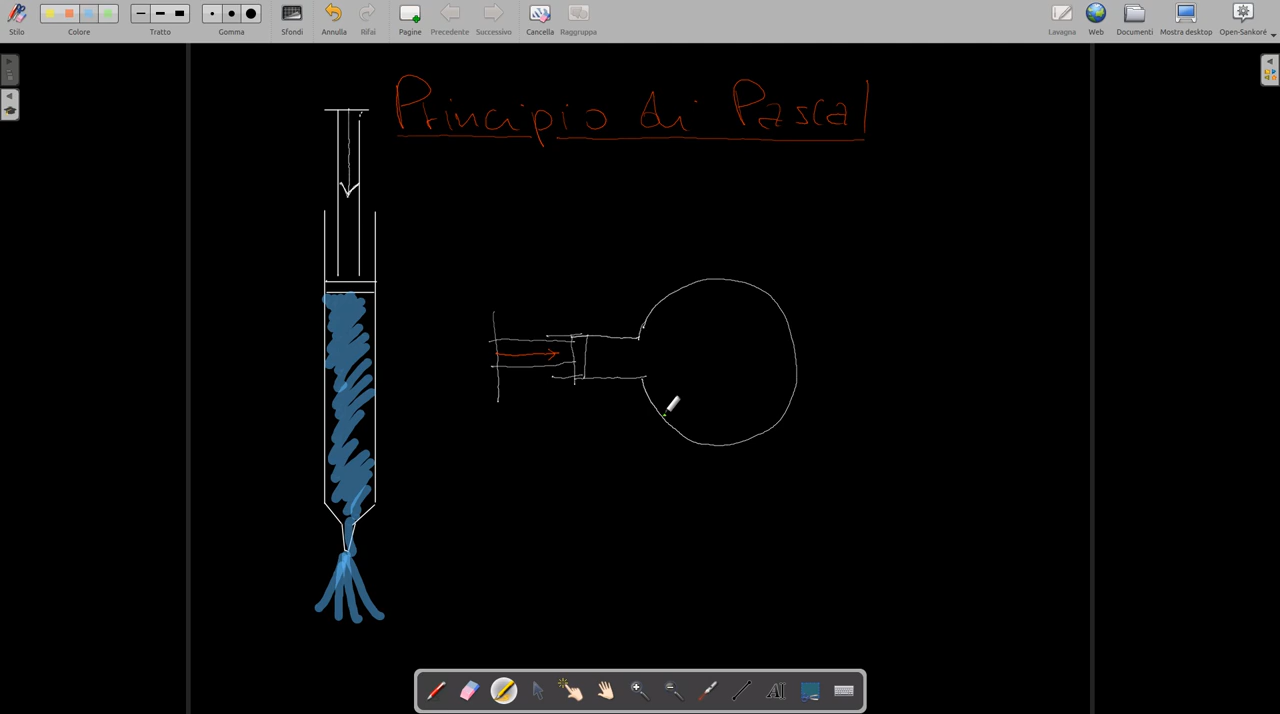 Stilo Colore Tratto Gomma Sfondi Annulla Rifai Pagine Precedente Successivo Cancella Raggruppa Lavagna Web Documenti Mostra desktop Open-Sankoré
Principio di Pascal
AI